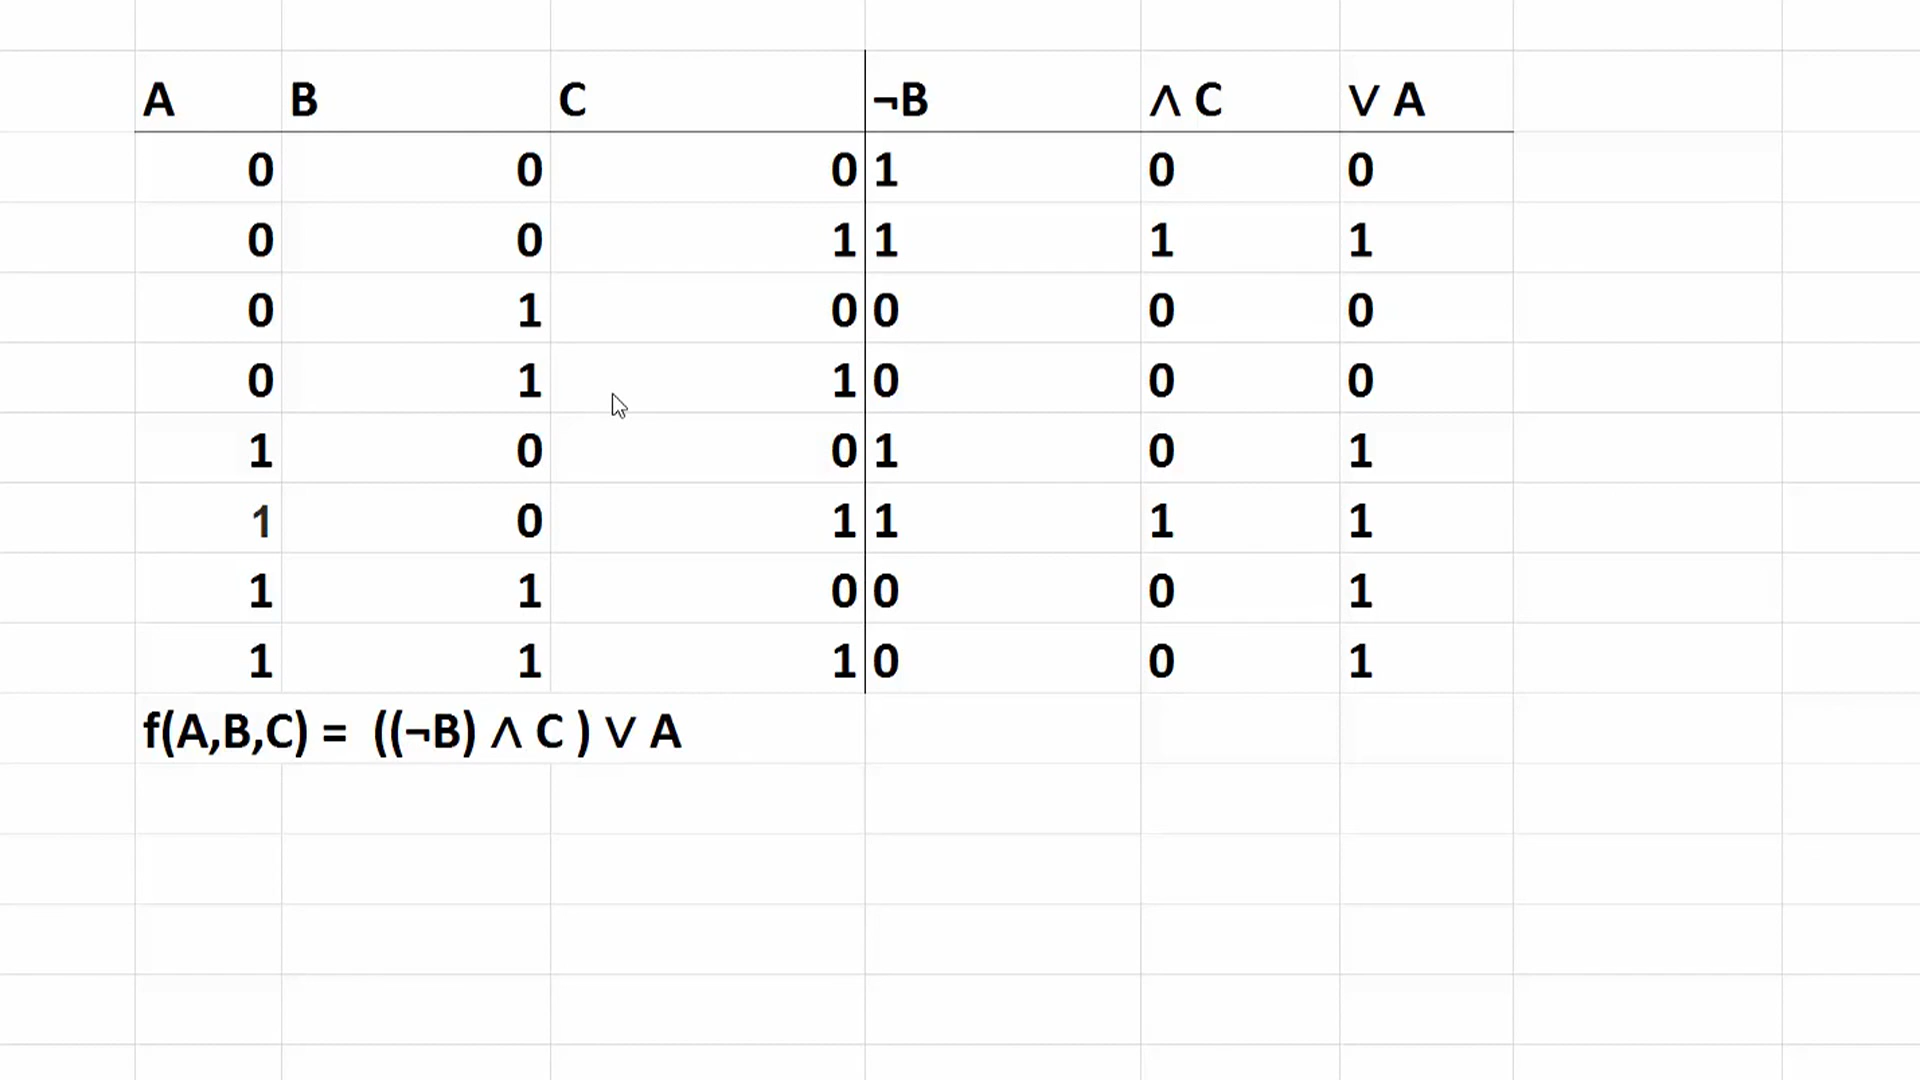 A B C ¬B ∧ C ∨ A
0 0 0 1 0 0
0 0 1 1 1 1
0 1 0 0 0 0
0 1 1 0 0 0
1 0 0 1 0 1
1 0 1 1 1 1
1 1 0 0 0 1
1 1 1 0 0 1
f(A,B,C) = ((¬B) ∧ C ) ∨ A